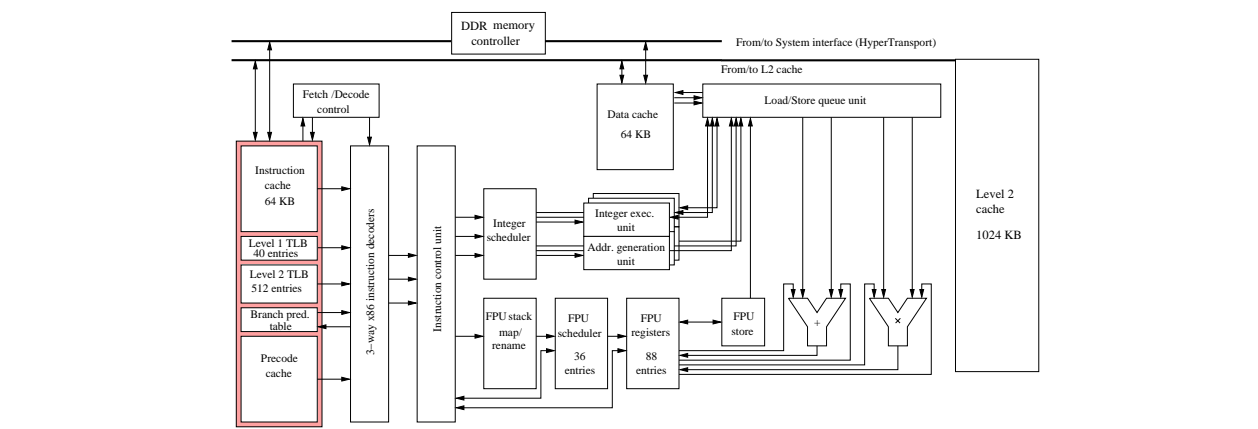 DDR memory
controller
From/to System interface (HyperTransport)
From/to L2 cache
Fetch /Decode
control
Data cache
64 KB
Load/Store queue unit
Instruction
cache
64 KB
Level 1 TLB
40 entries
Level 2 TLB
512 entries
Branch pred.
table
Precode
cache
3-way x86 instruction decoders
Instruction control unit
Integer
scheduler
Integer exec.
unit
Addr. generation
unit
Level 2
cache
1024 KB
FPU stack
map/
rename
FPU
scheduler
36
entries
FPU
registers
88
entries
FPU
store
+
×